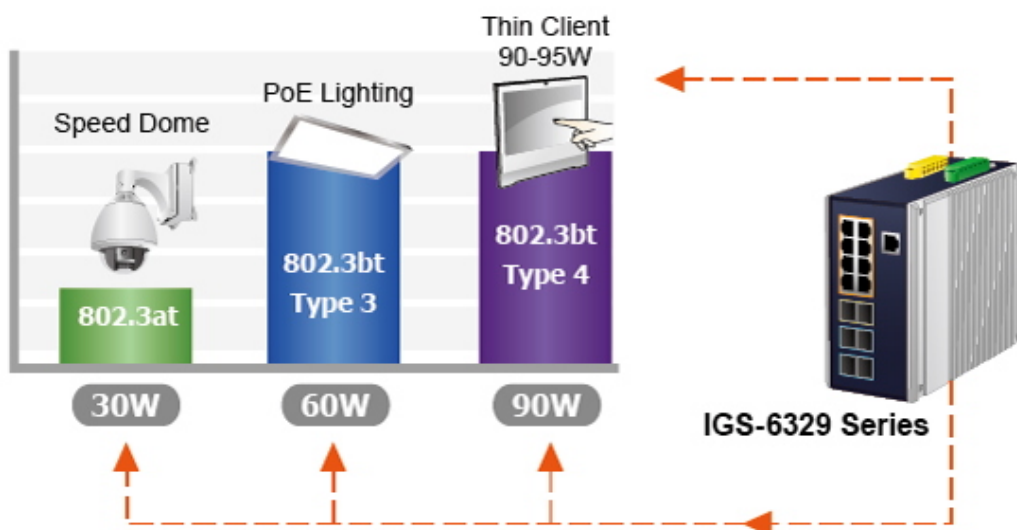 Thin Client
90-95W
PoE Lighting
Speed Dome
802.3at
802.3bt
Type 3
802.3bt
Type 4
30W
60W
90W
IGS-6329 Series